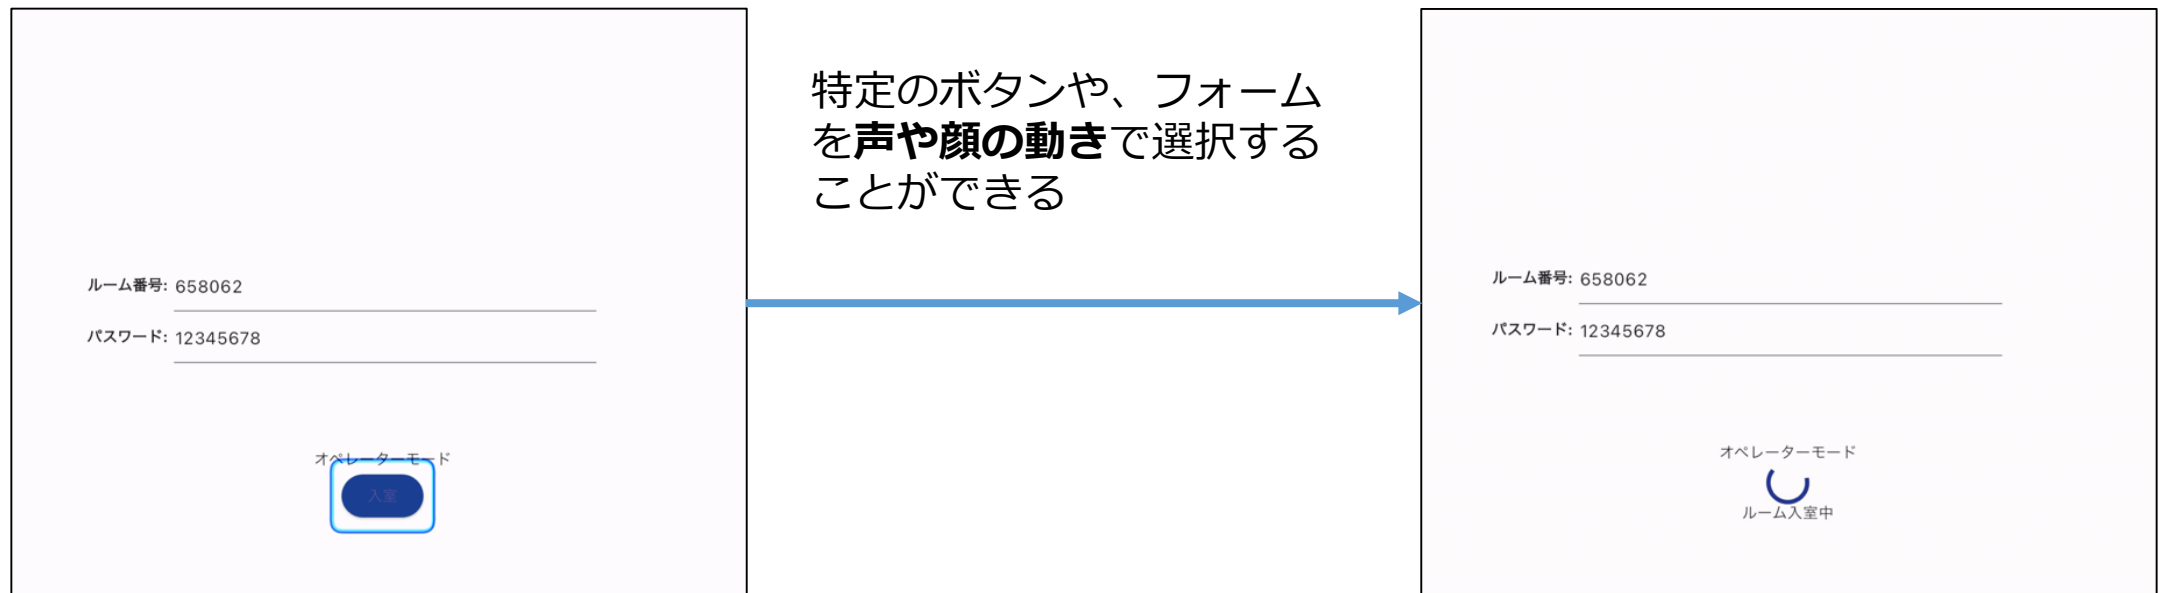 ルーム番号: 658062
パスワード: 12345678
オペレーターモード
入室
特定のボタンや、フォーム
を声や顔の動きで選択する
ことができる
ルーム番号: 658062
パスワード: 12345678
オペレーターモード
ルーム入室中